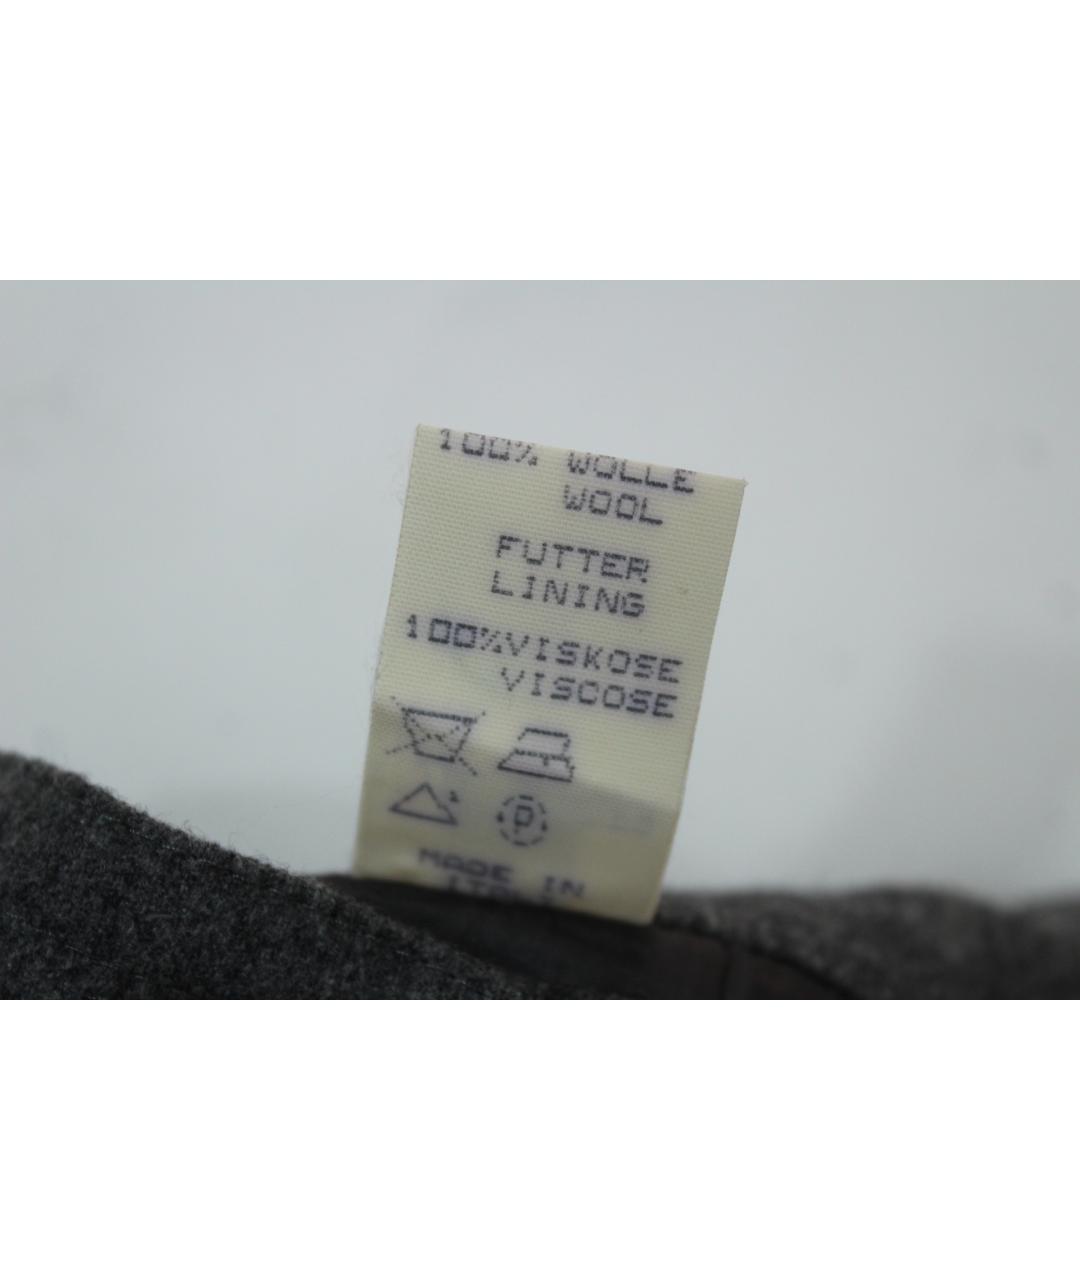 100% WOLLE
WOOL
FUTTER
LINING
100%VISKOSE
VISCOSE
P
MADE IN